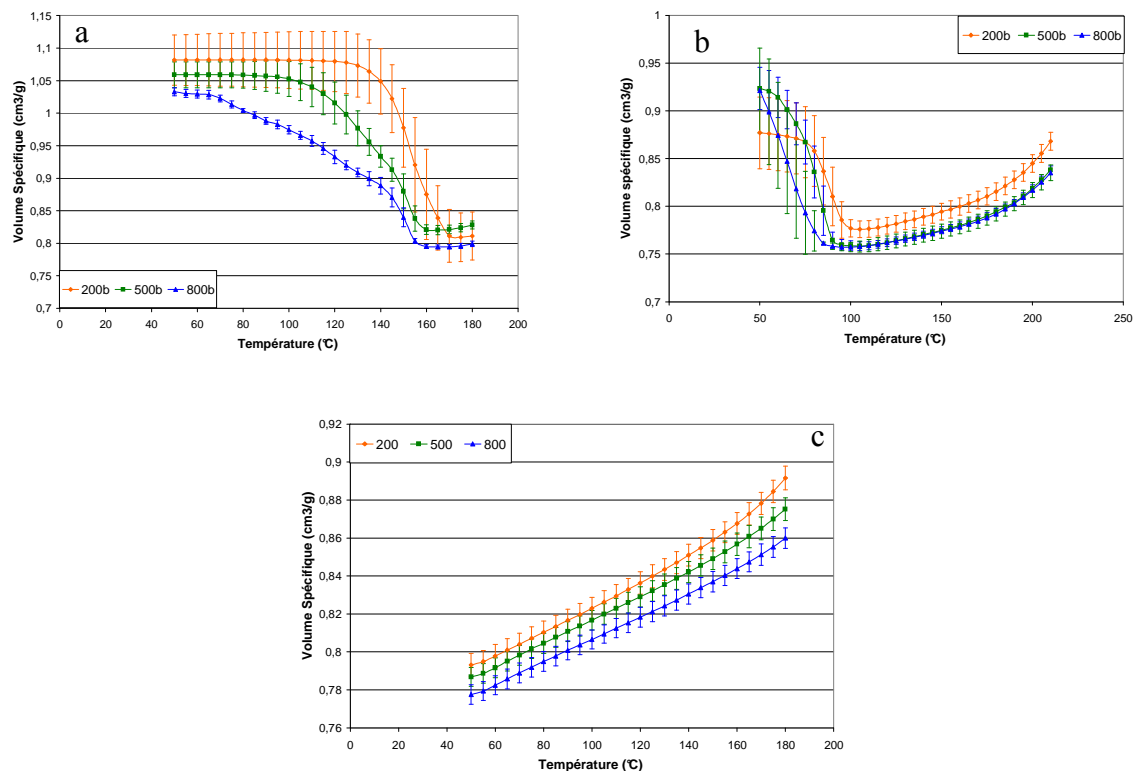 a
1,15
1,1
1,05
1
0,95
0,9
0,85
0,8
0,75
0,7
Volume Spécifique (cm3/g)
200b 500b 800b
0 20 40 60 80 100 120 140 160 180 200
Température (°C)
b
200b 500b 800b
1
0,95
0,9
0,85
0,8
0,75
0,7
Volume spécifique (cm3/g)
0 50 100 150 200 250
Température (°C)
c
200 500 800
0,92
0,9
0,88
0,86
0,84
0,82
0,8
0,78
0,76
Volume Spécifique (cm3/g)
0 20 40 60 80 100 120 140 160 180 200
Température (°C)